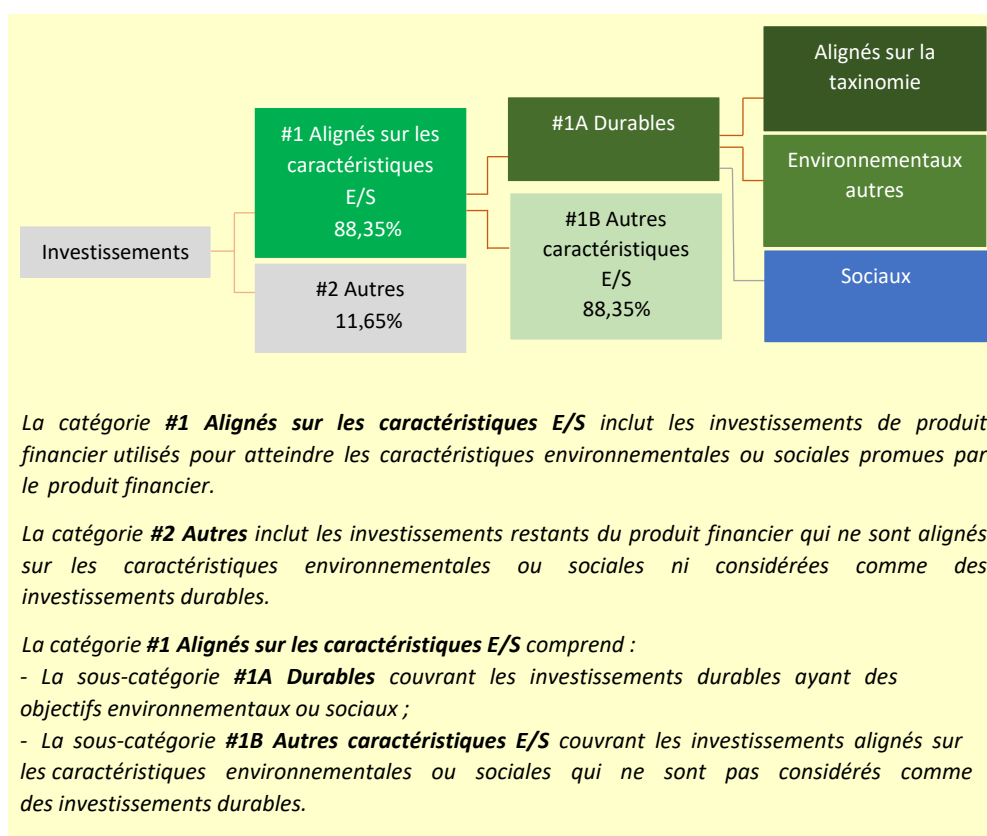 Investissements
#1 Alignés sur les
caractéristiques
E/S
88,35%
#2 Autres
11,65%
#1A Durables
#1B Autres
caractéristiques
E/S
88,35%
Alignés sur la
taxinomie
Environnementaux
autres
Sociaux
La catégorie #1 Alignés sur les caractéristiques E/S inclut les investissements de produit
financier utilisés pour atteindre les caractéristiques environnementales ou sociales promues par
le produit financier.
La catégorie #2 Autres inclut les investissements restants du produit financier qui ne sont alignés
sur les caractéristiques environnementales ou sociales ni considérées comme des
investissements durables.
La catégorie #1 Alignés sur les caractéristiques E/S comprend :
- La sous-catégorie #1A Durables couvrant les investissements durables ayant des
objectifs environnementaux ou sociaux ;
- La sous-catégorie #1B Autres caractéristiques E/S couvrant les investissements alignés sur
les caractéristiques environnementales ou sociales qui ne sont pas considérés comme
des investissements durables.